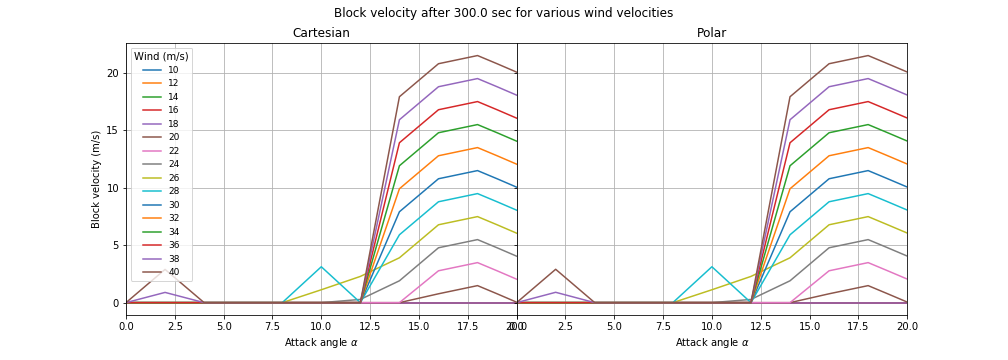 Block velocity after 300.0 sec for various wind velocities
Cartesian
Polar
Wind (m/s)
10
12
14
16
18
20
22
24
26
28
30
32
34
36
38
40
Block velocity (m/s)
20
15
10
5
0
0.0 2.5 5.0 7.5 10.0 12.5 15.0 17.5 20.0
0.0 2.5 5.0 7.5 10.0 12.5 15.0 17.5 20.0
Attack angle α
Attack angle α